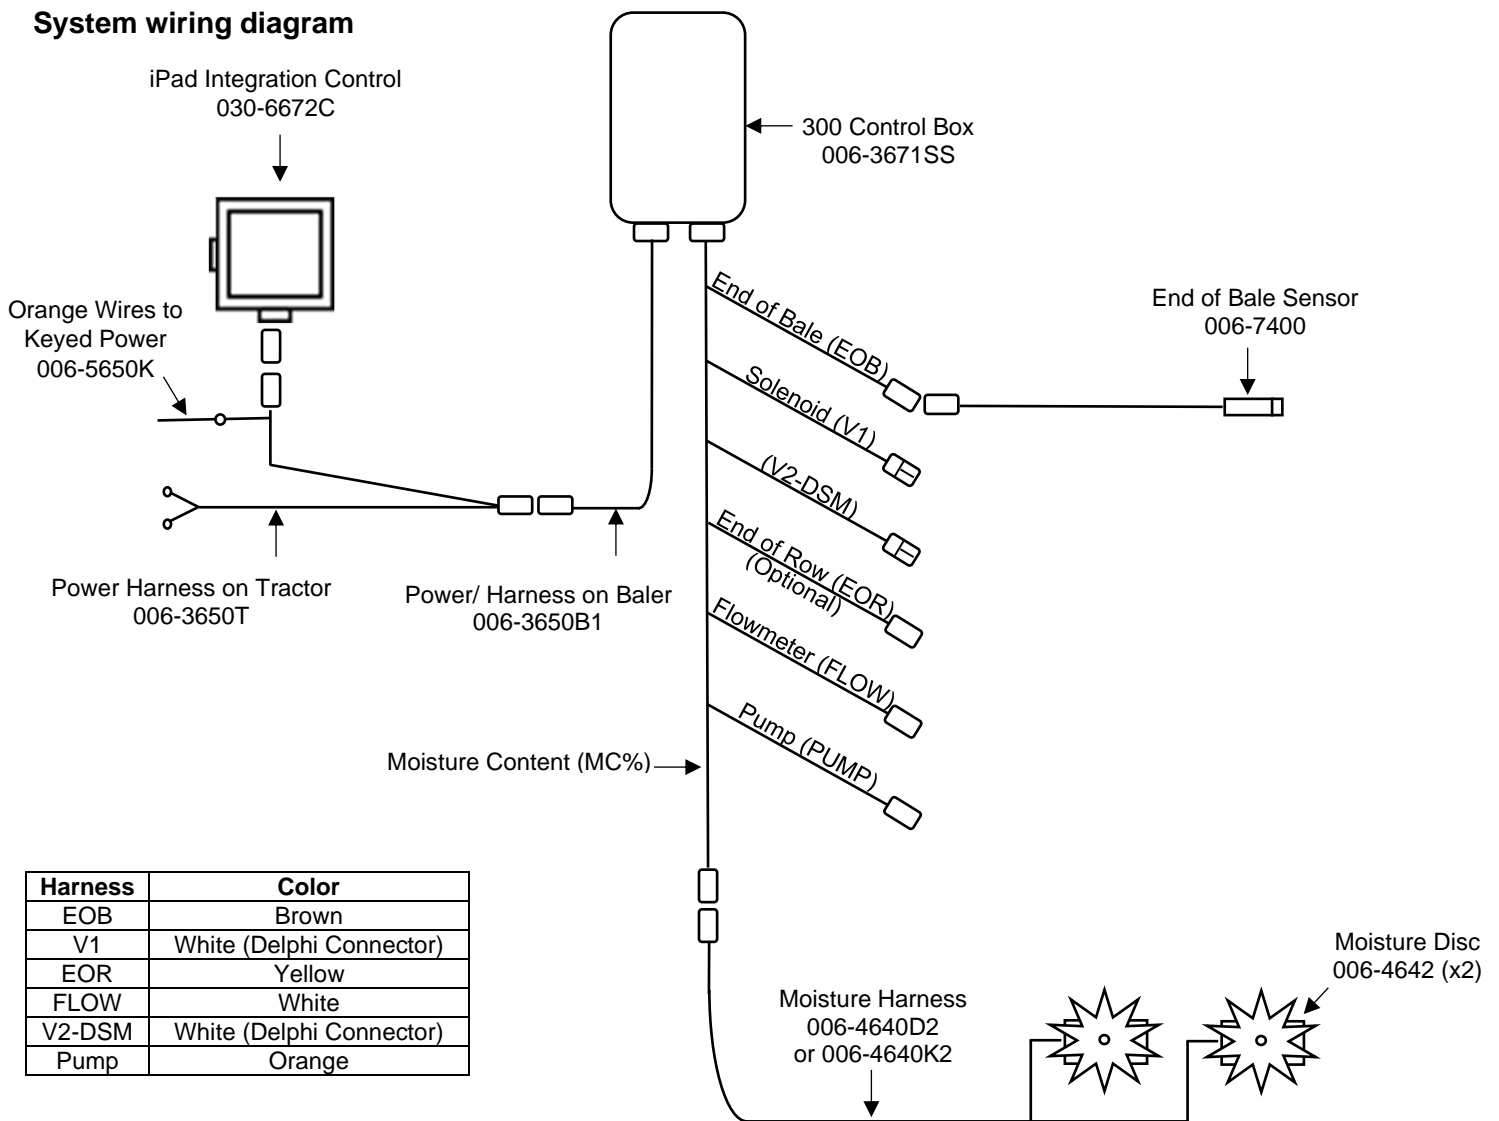 System wiring diagram
iPad Integration Control
030-6672C
300 Control Box
006-3671SS
Orange Wires to
Keyed Power
006-5650K
End of Bale Sensor
006-7400
End of Bale (EOB)
Solenoid (V1)
(V2-DSM)
End of Row (EOR)
(Optional)
Flowmeter (FLOW)
Pump (PUMP)
Power Harness on Tractor
006-3650T
Power/ Harness on Baler
006-3650B1
Moisture Content (MC%)
Harness Color
EOB Brown
V1 White (Delphi Connector)
EOR Yellow
FLOW White
V2-DSM White (Delphi Connector)
Pump Orange
Moisture Harness
006-4640D2
or 006-4640K2
Moisture Disc
006-4642 (x2)